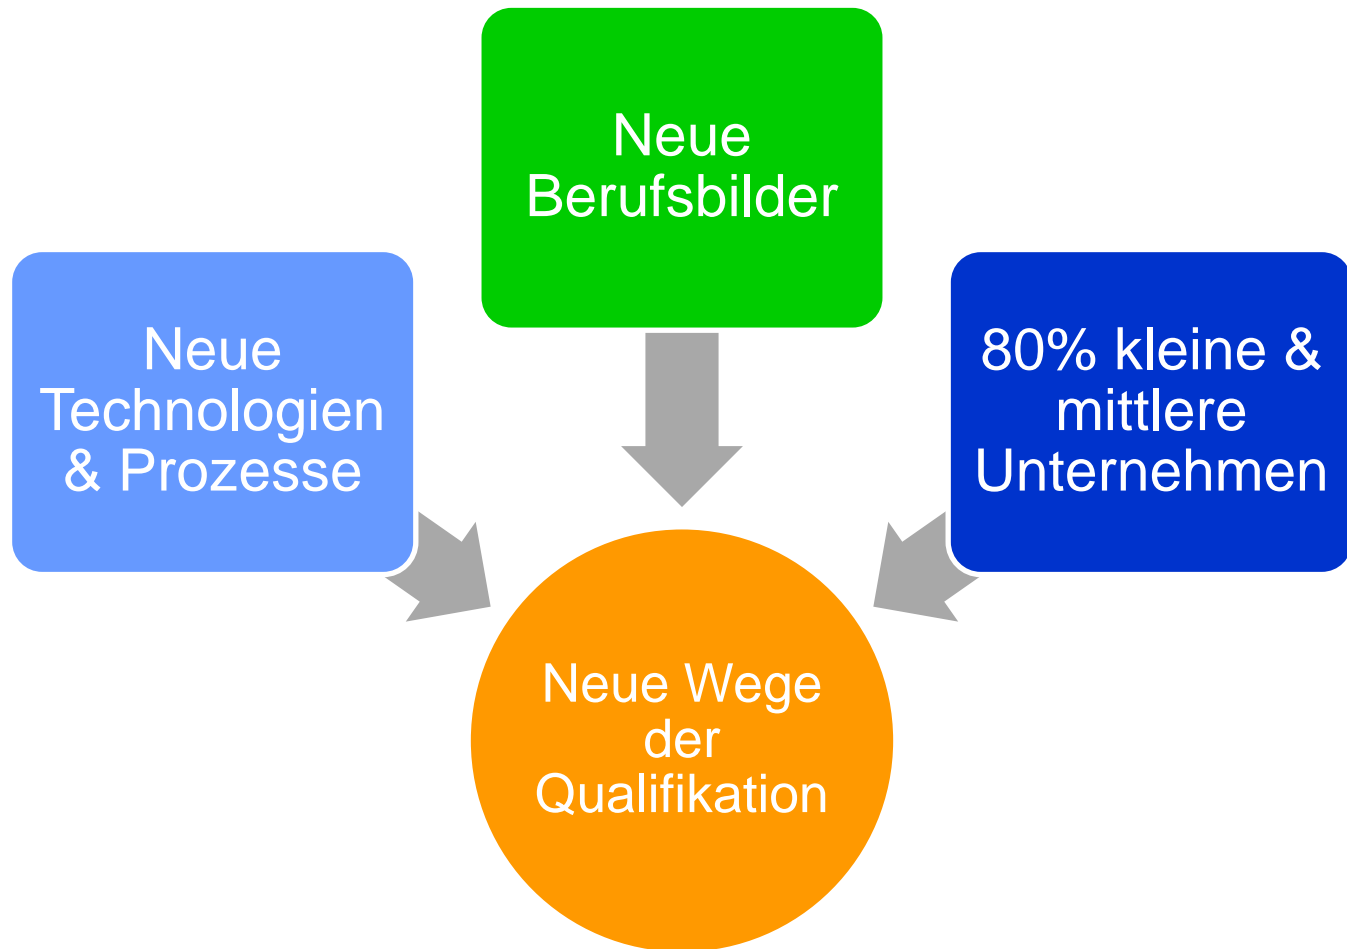 Neue
Berufsbilder
Neue
Technologien
& Prozesse
80% kleine &
mittlere
Unternehmen
Neue Wege
der
Qualifikation